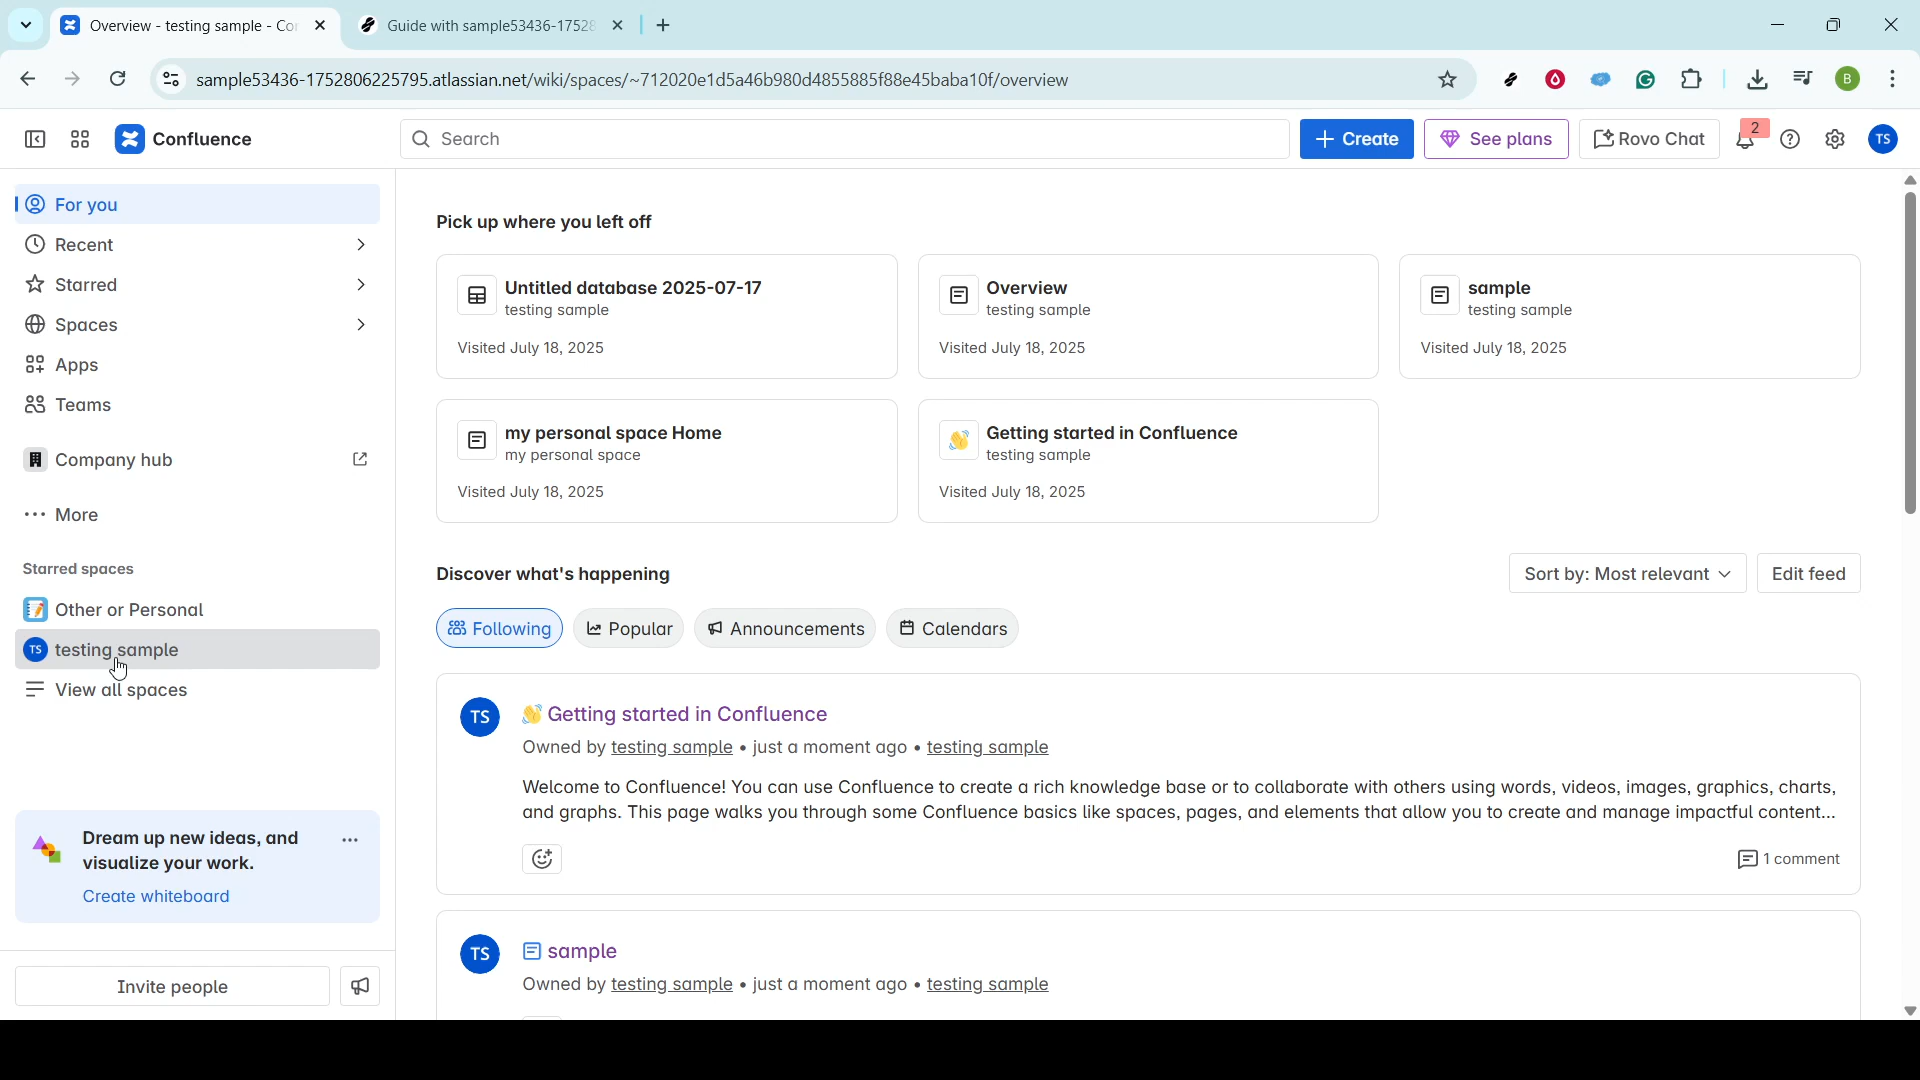 Overview - testing sample - Con
Guide with sample53436-17528
sample53436-1752806225795.atlassian.net/wiki/spaces/~712020e1d5a46b980d4855885f88e45baba10f/overview
B
Confluence
Search
Create
See plans
Rovo Chat
2
TS
For you
Recent
Starred
Spaces
Apps
Teams
Company hub
More
Starred spaces
Other or Personal
TS testing sample
View all spaces
Dream up new ideas, and
visualize your work.
Create whiteboard
Invite people
Pick up where you left off
Untitled database 2025-07-17
testing sample
Visited July 18, 2025
Overview
testing sample
Visited July 18, 2025
sample
testing sample
Visited July 18, 2025
my personal space Home
my personal space
Visited July 18, 2025
Getting started in Confluence
testing sample
Visited July 18, 2025
Discover what's happening
Sort by: Most relevant
Edit feed
Following
Popular
Announcements
Calendars
TS
Getting started in Confluence
Owned by testing sample • just a moment ago • testing sample
Welcome to Confluence! You can use Confluence to create a rich knowledge base or to collaborate with others using words, videos, images, graphics, charts,
and graphs. This page walks you through some Confluence basics like spaces, pages, and elements that allow you to create and manage impactful content...
1 comment
TS
sample
Owned by testing sample • just a moment ago • testing sample